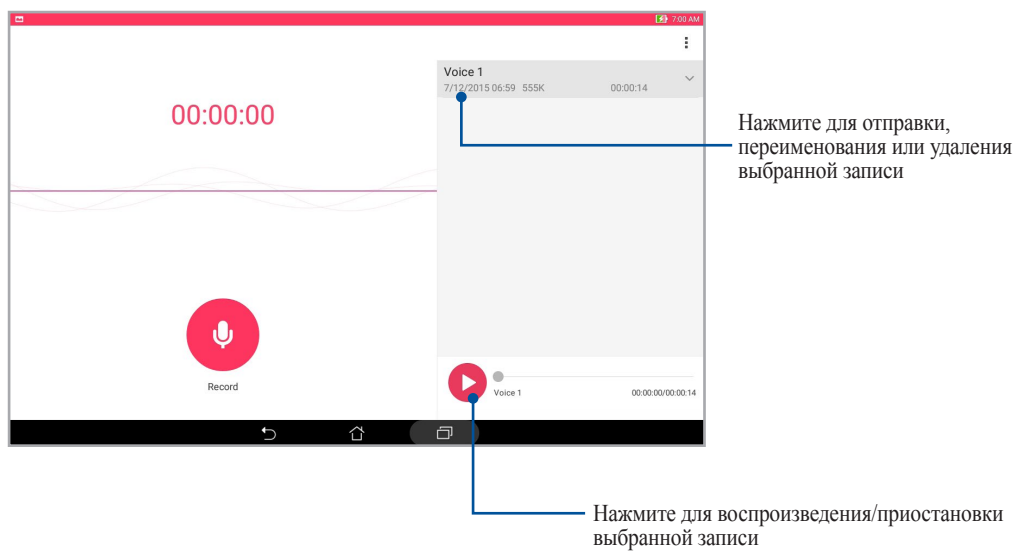 7:00 AM
Voice 1
7/12/2015 06:59 555K 00:00:14
00:00:00
Нажмите для отправки,
переименования или удаления
выбранной записи
Record
Voice 1 00:00:00/00:00:14
Нажмите для воспроизведения/приостановки
выбранной записи